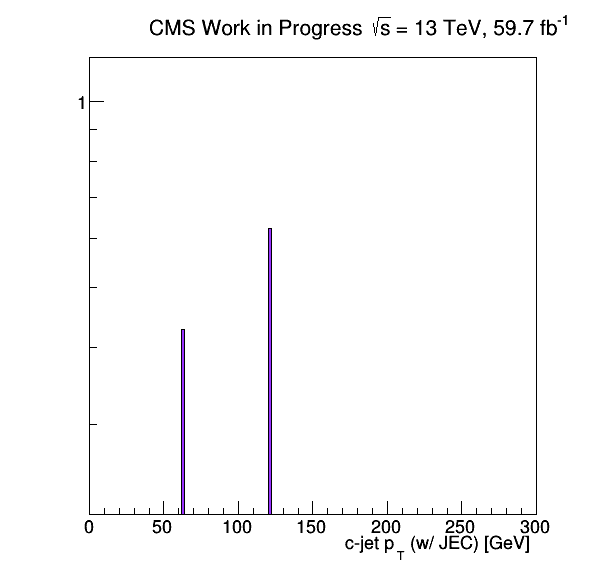 CMS Work in Progress √s = 13 TeV, 59.7 fb⁻¹
1
0 50 100 150 200 250 300
c-jet p_T (w/ JEC) [GeV]